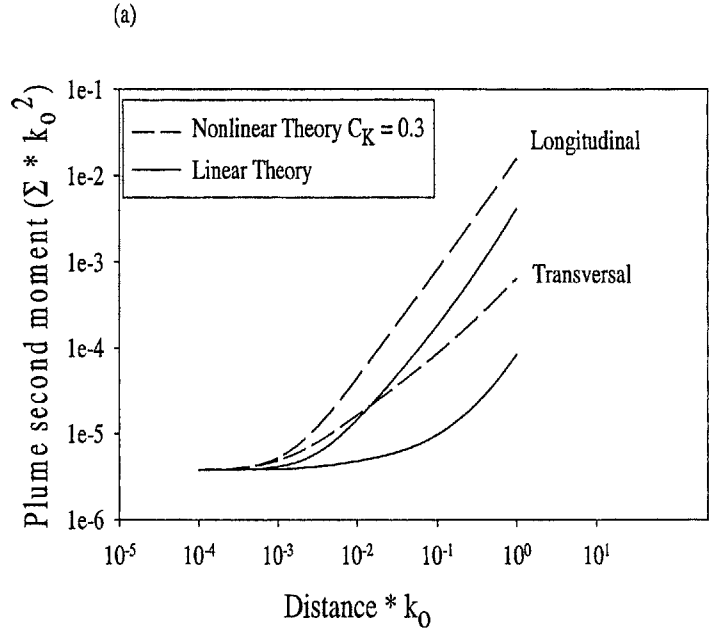 (a)
Plume second moment (Σ * k₀²)
1e-1
1e-2
1e-3
1e-4
1e-5
1e-6
Nonlinear Theory C_K = 0.3
Linear Theory
Longitudinal
Transversal
10⁻⁵ 10⁻⁴ 10⁻³ 10⁻² 10⁻¹ 10⁰ 10¹
Distance * k₀